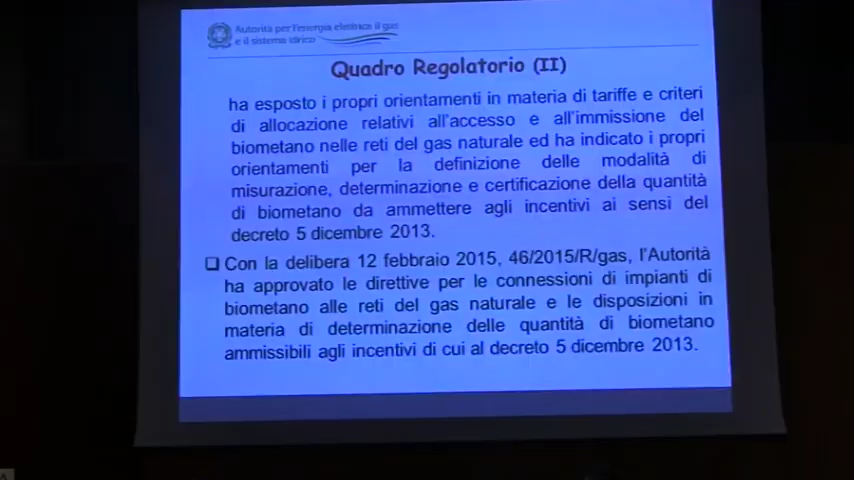 Autorità per l'energia elettrica il gas
e il sistema idrico
Quadro Regolatorio (II)
ha esposto i propri orientamenti in materia di tariffe e criteri
di allocazione relativi all'accesso e all'immissione del
biometano nelle reti del gas naturale ed ha indicato i propri
orientamenti per la definizione delle modalità di
misurazione, determinazione e certificazione della quantità
di biometano da ammettere agli incentivi ai sensi del
decreto 5 dicembre 2013.
❑ Con la delibera 12 febbraio 2015, 46/2015/R/gas, l'Autorità
ha approvato le direttive per le connessioni di impianti di
biometano alle reti del gas naturale e le disposizioni in
materia di determinazione delle quantità di biometano
ammissibili agli incentivi di cui al decreto 5 dicembre 2013.